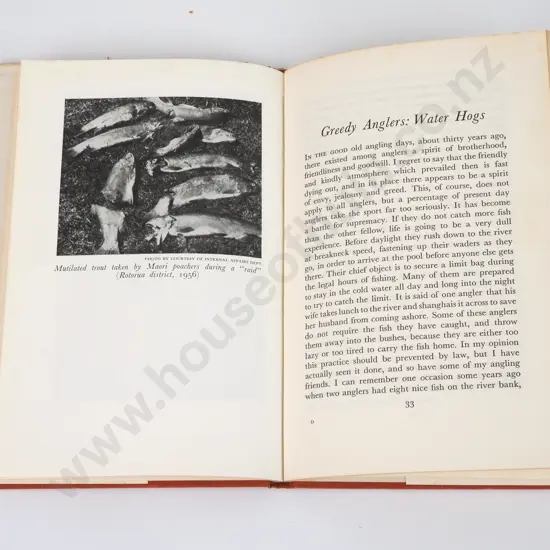 PHOTO BY COURTESY OF INTERNAL AFFAIRS DEPT.
Mutilated trout taken by Maori poachers during a "raid"
(Rotorua district, 1956)
Greedy Anglers: Water Hogs
IN THE GOOD old angling days, about thirty years ago,
there existed among anglers a spirit of brotherhood,
friendliness and goodwill. I regret to say that the friendly
and kindly atmosphere which prevailed then is fast
dying out, and in its place there appears to be a spirit
of envy, jealousy and greed. This, of course, does not
apply to all anglers, but a percentage of present day
anglers take the sport far too seriously. It has become
a battle for supremacy. If they do not catch more fish
than the other fellow, life is going to be a very dull
experience. Before daylight they rush down to the river
at breakneck speed, fastening up their waders as they
go, in order to arrive at the pool before anyone else gets
there. Their chief object is to secure a limit bag during
the legal hours of fishing. Many of them are prepared
to stay in the cold water all day and long into the night
to try to catch the limit. It is said of one angler that his
wife takes lunch to the river and shanghais it across to save
her husband from coming ashore. Some of these anglers
do not require the fish they have caught, and throw
them away into the bushes, because they are either too
lazy or too tired to carry the fish home. In my opinion
this practice should be prevented by law, but I have
actually seen it done, and so have some of my angling
friends. I can remember one occasion some years ago
when two anglers had eight nice fish on the river bank,
33
D
www.houseof
.co.nz